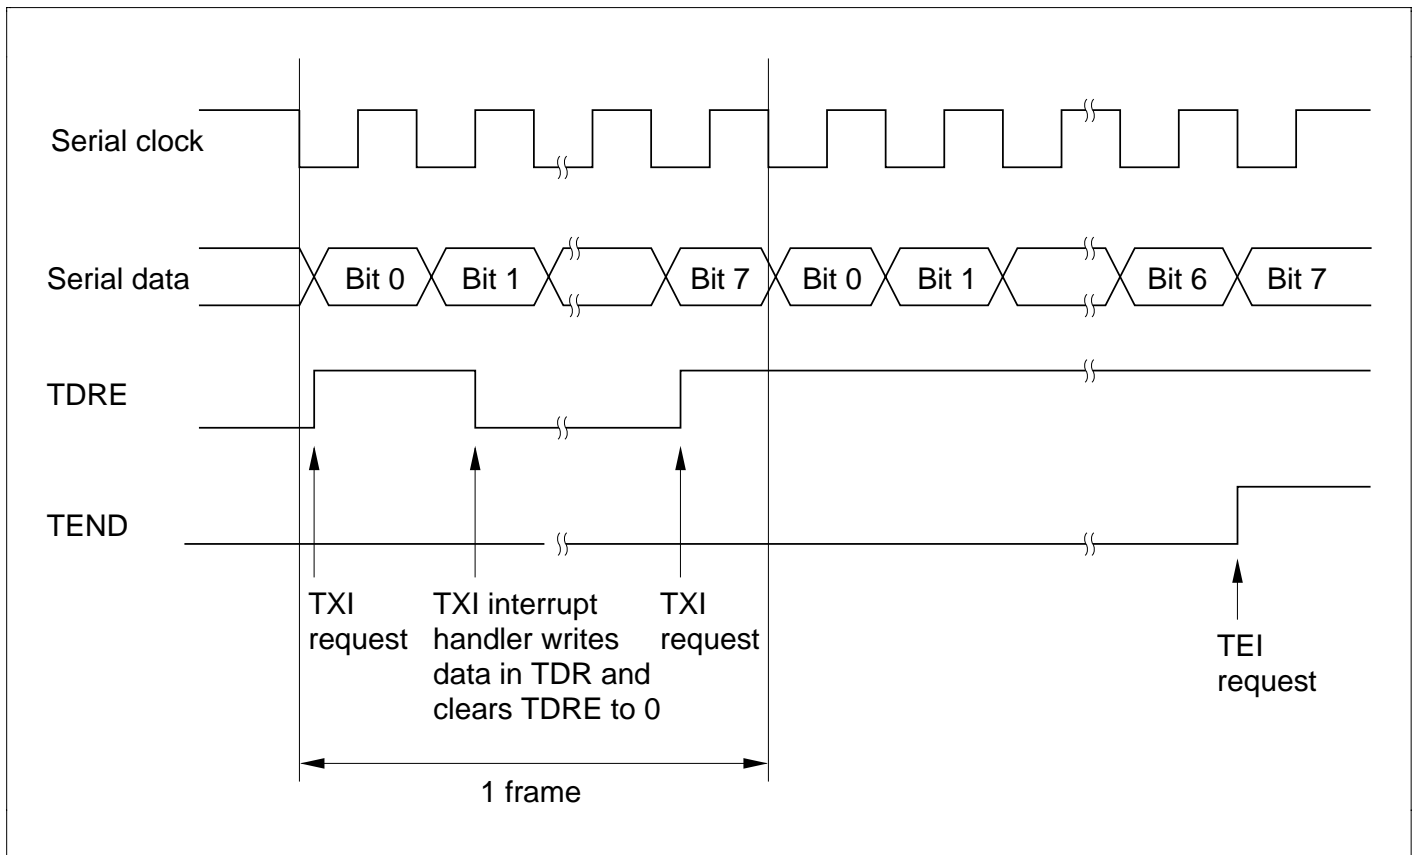 Serial clock
Serial data
Bit 0
Bit 1
Bit 7
Bit 0
Bit 1
Bit 6
Bit 7
TDRE
TEND
TXI
request
TXI interrupt
handler writes
data in TDR and
clears TDRE to 0
TXI
request
TEI
request
1 frame